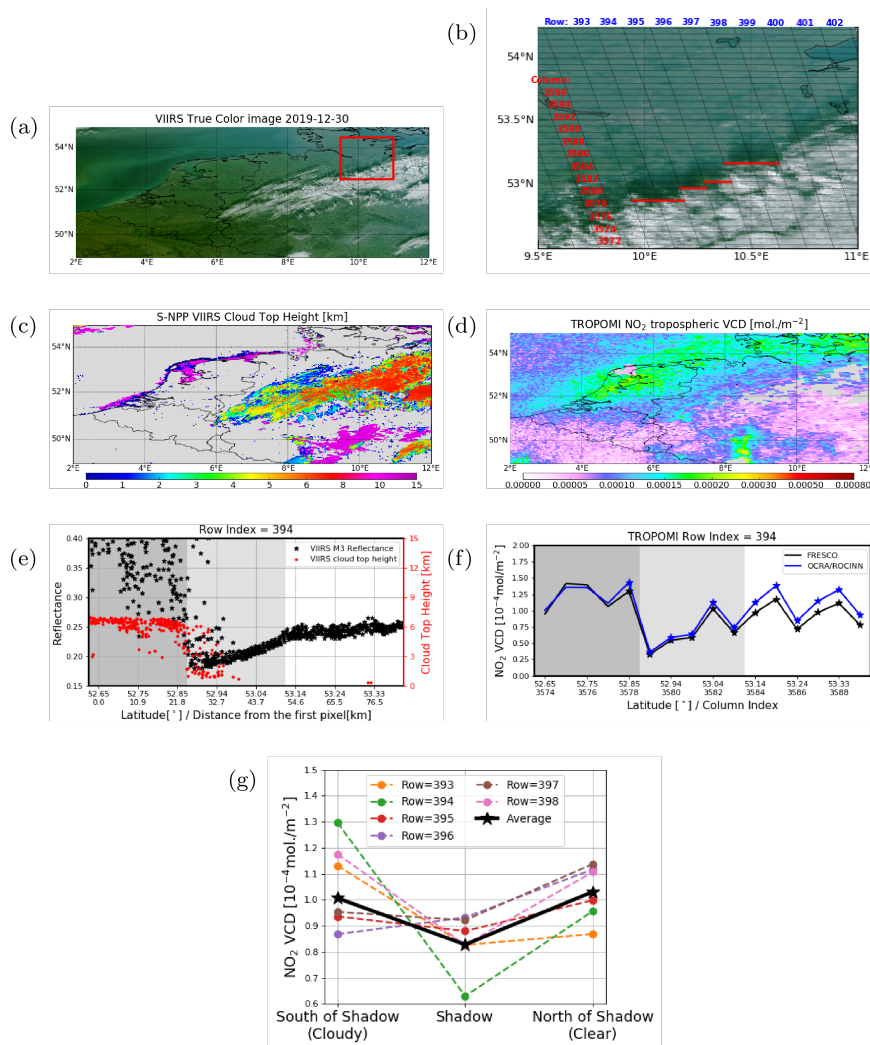 (a)
VIIRS True Color image 2019-12-30
54°N
52°N
50°N
2°E 4°E 6°E 8°E 10°E 12°E
(b)
Row: 393 394 395 396 397 398 399 400 401 402
54°N
53.5°N
53°N
Column:
3576
3574
3572
9.5°E 10°E 10.5°E 11°E
(c)
S-NPP VIIRS Cloud Top Height [km]
54°N
52°N
50°N
2°E 4°E 6°E 8°E 10°E 12°E
0 1 2 3 4 5 6 8 10 15
(d)
TROPOMI NO₂ tropospheric VCD [mol./m⁻²]
54°N
52°N
50°N
2°E 4°E 6°E 8°E 10°E 12°E
0.00000 0.00005 0.00010 0.00015 0.00020 0.00030 0.00050 0.00080
(e)
Row Index = 394
VIIRS M3 Reflectance
VIIRS cloud top height
Reflectance
0.40
0.35
0.30
0.25
0.20
0.15
Cloud Top Height [km]
15
12
9
6
3
0
52.65 52.75 52.85 52.94 53.04 53.14 53.24 53.33
0.0 10.9 21.8 32.7 43.7 54.6 65.5 76.5
Latitude[°] / Distance from the first pixel[km]
(f)
TROPOMI Row Index = 394
FRESCO
OCRA/ROCINN
NO₂ VCD [10⁻⁴mol/m⁻²]
2.00
1.75
1.50
1.25
1.00
0.75
0.50
0.25
0.00
52.65 52.75 52.85 52.94 53.04 53.14 53.24 53.33
3574 3576 3578 3580 3582 3584 3586 3588
Latitude [°] / Column Index
(g)
NO₂ VCD [10⁻⁴mol./m⁻²]
1.5
1.4
1.3
1.2
1.1
1.0
0.9
0.8
0.7
0.6
Row=393
Row=394
Row=395
Row=396
Row=397
Row=398
Average
South of Shadow
(Cloudy)
Shadow
North of Shadow
(Clear)